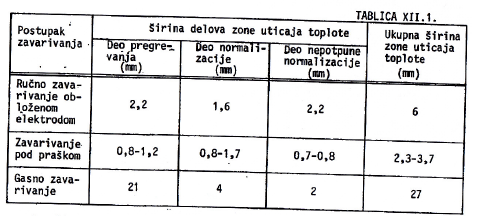 TABLICA XII.1.
Postupak
zavarivanja
Širina delova zone uticaja toplote
Ukupna širina
zone uticaja
toplote
(mm)
Deo pregre-
vanja
(mm)
Deo normali-
zacije
(mm)
Deo nepotpune
normalizacije
(mm)
Ručno zava-
rivanje ob-
loženom
elektrodom
2,2
1,6
2,2
6
Zavarivanje
pod praškom
0,8-1,2
0,8-1,7
0,7-0,8
2,3-3,7
Gasno zava-
rivanje
21
4
2
27